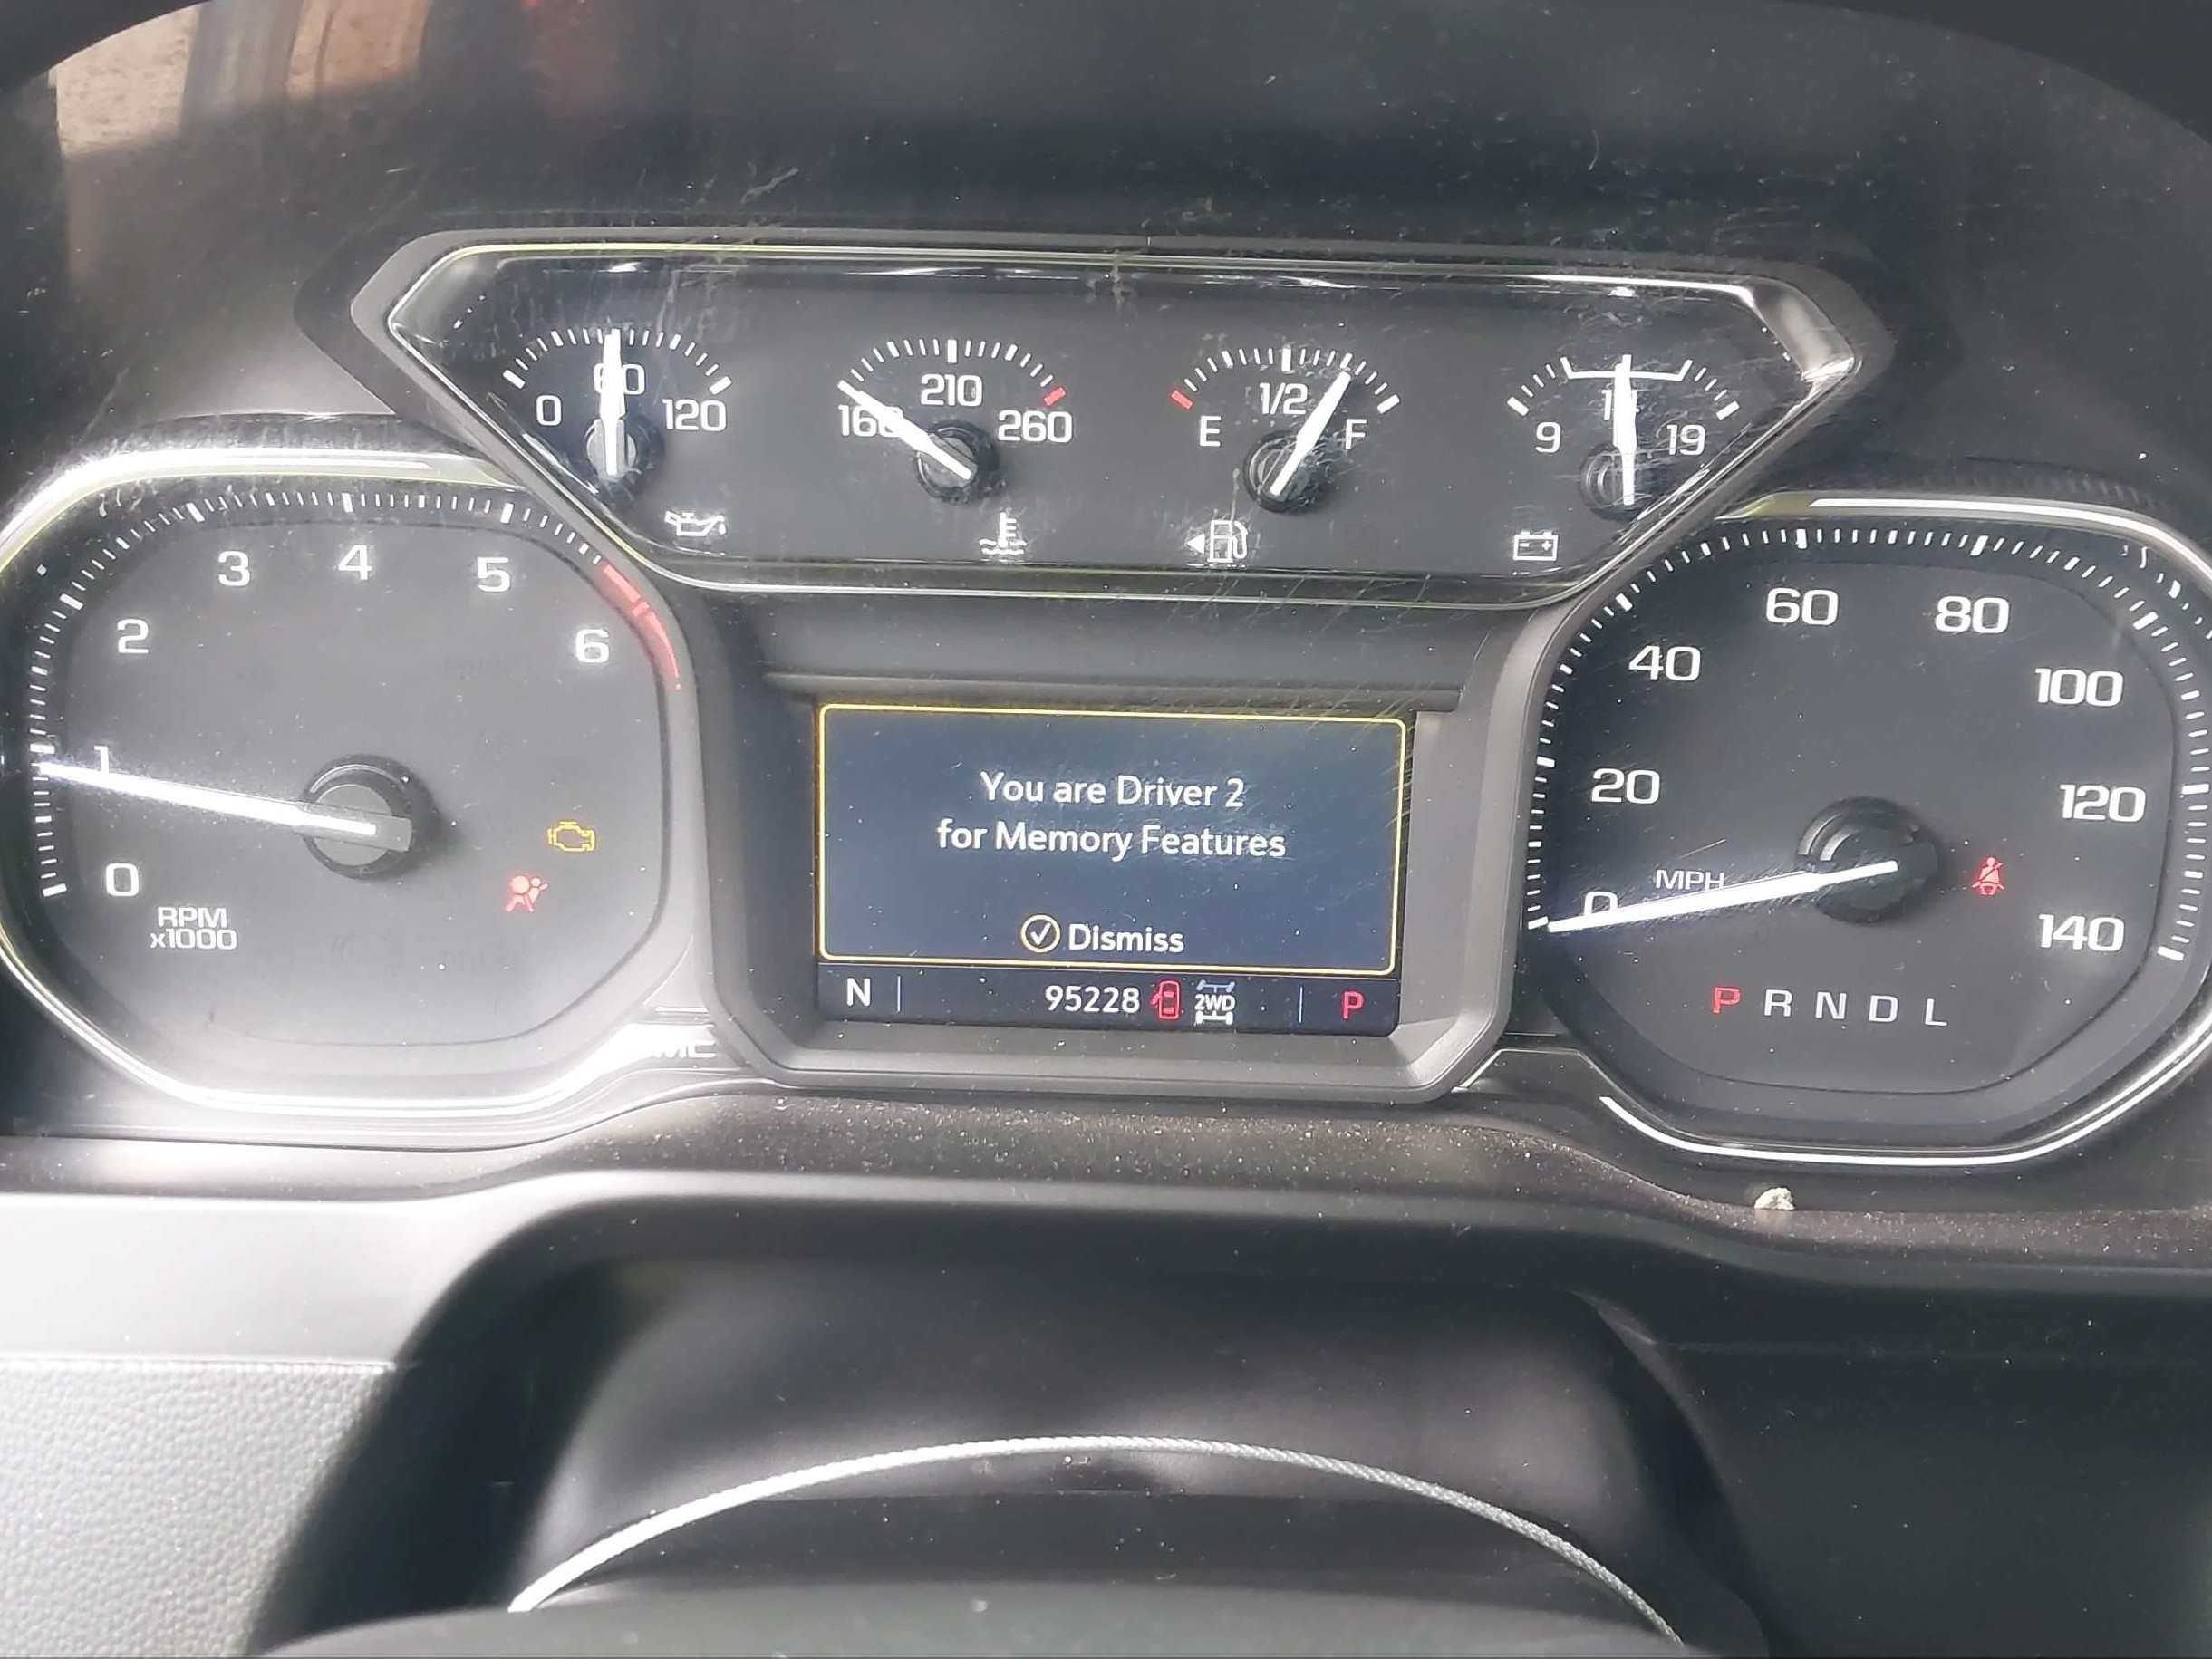 0 60 120
160 210 260
E 1/2 F
9 19
0 1 2 3 4 5 6
RPM
x1000
You are Driver 2
for Memory Features
Dismiss
N 95228 2WD P
0 20 40 60 80 100 120 140
MPH
P R N D L